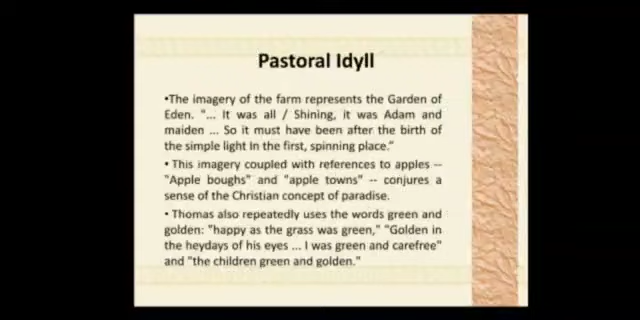 Pastoral Idyll
•The imagery of the farm represents the Garden of
Eden. "... It was all / Shining, it was Adam and
maiden ... So it must have been after the birth of
the simple light In the first, spinning place."
• This imagery coupled with references to apples --
"Apple boughs" and "apple towns" -- conjures a
sense of the Christian concept of paradise.
• Thomas also repeatedly uses the words green and
golden: "happy as the grass was green," "Golden in
the heydays of his eyes ... I was green and carefree"
and "the children green and golden."